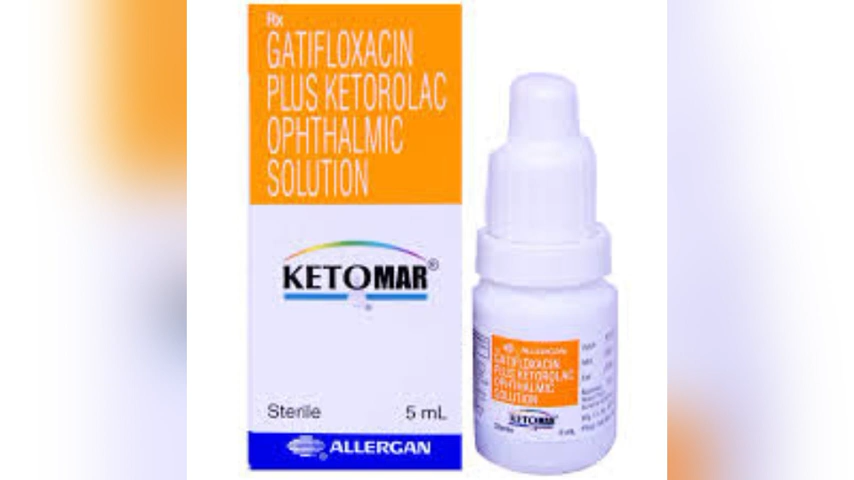 Rx
GATIFLOXACIN
PLUS KETOROLAC
OPHTHALMIC
SOLUTION
KETOMAR®
Sterile 5 mL
ALLERGAN
ALLERGAN
GATIFLOXACIN
PLUS KETOROLAC
OPHTHALMIC
SOLUTION
KETOMAR
Sterile 5 mL